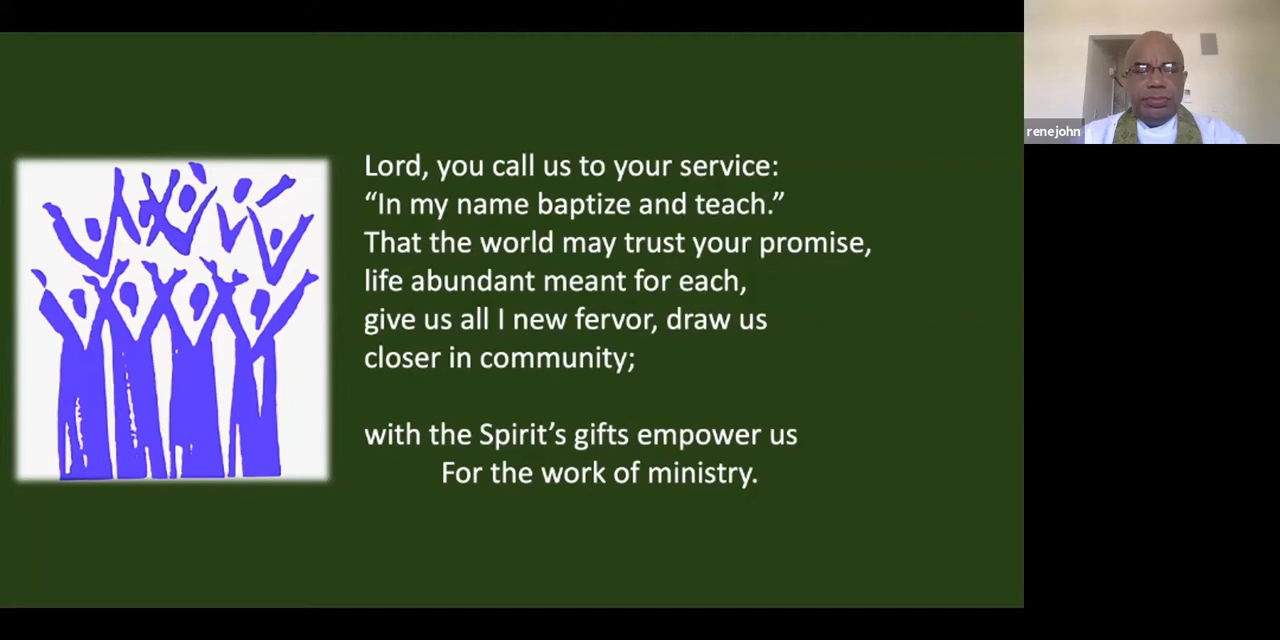 Lord, you call us to your service:
“In my name baptize and teach.”
That the world may trust your promise,
life abundant meant for each,
give us all I new fervor, draw us
closer in community;
with the Spirit’s gifts empower us
For the work of ministry.
renejohn